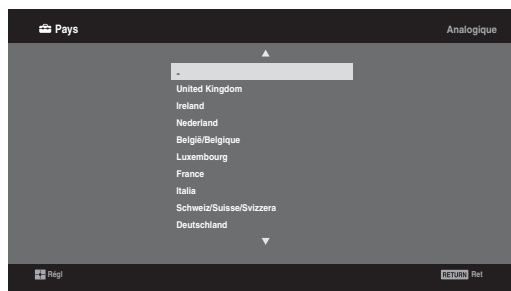 Pays
Analogique
-
United Kingdom
Ireland
Nederland
België/Belgique
Luxembourg
France
Italia
Schweiz/Suisse/Svizzera
Deutschland
Régl
RETURN Ret